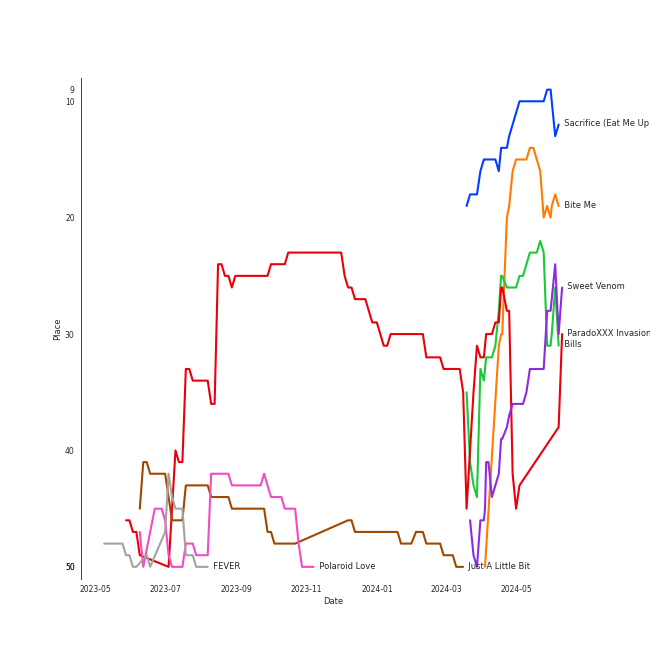 9
10
Sacrifice (Eat Me Up
Bite Me
20
Sweet Venom
30
ParadoXXX Invasion
Bills
Place
40
50
FEVER
Polaroid Love
Just A Little Bit
2023-05
2023-07
2023-09
2023-11
2024-01
2024-03
2024-05
Date